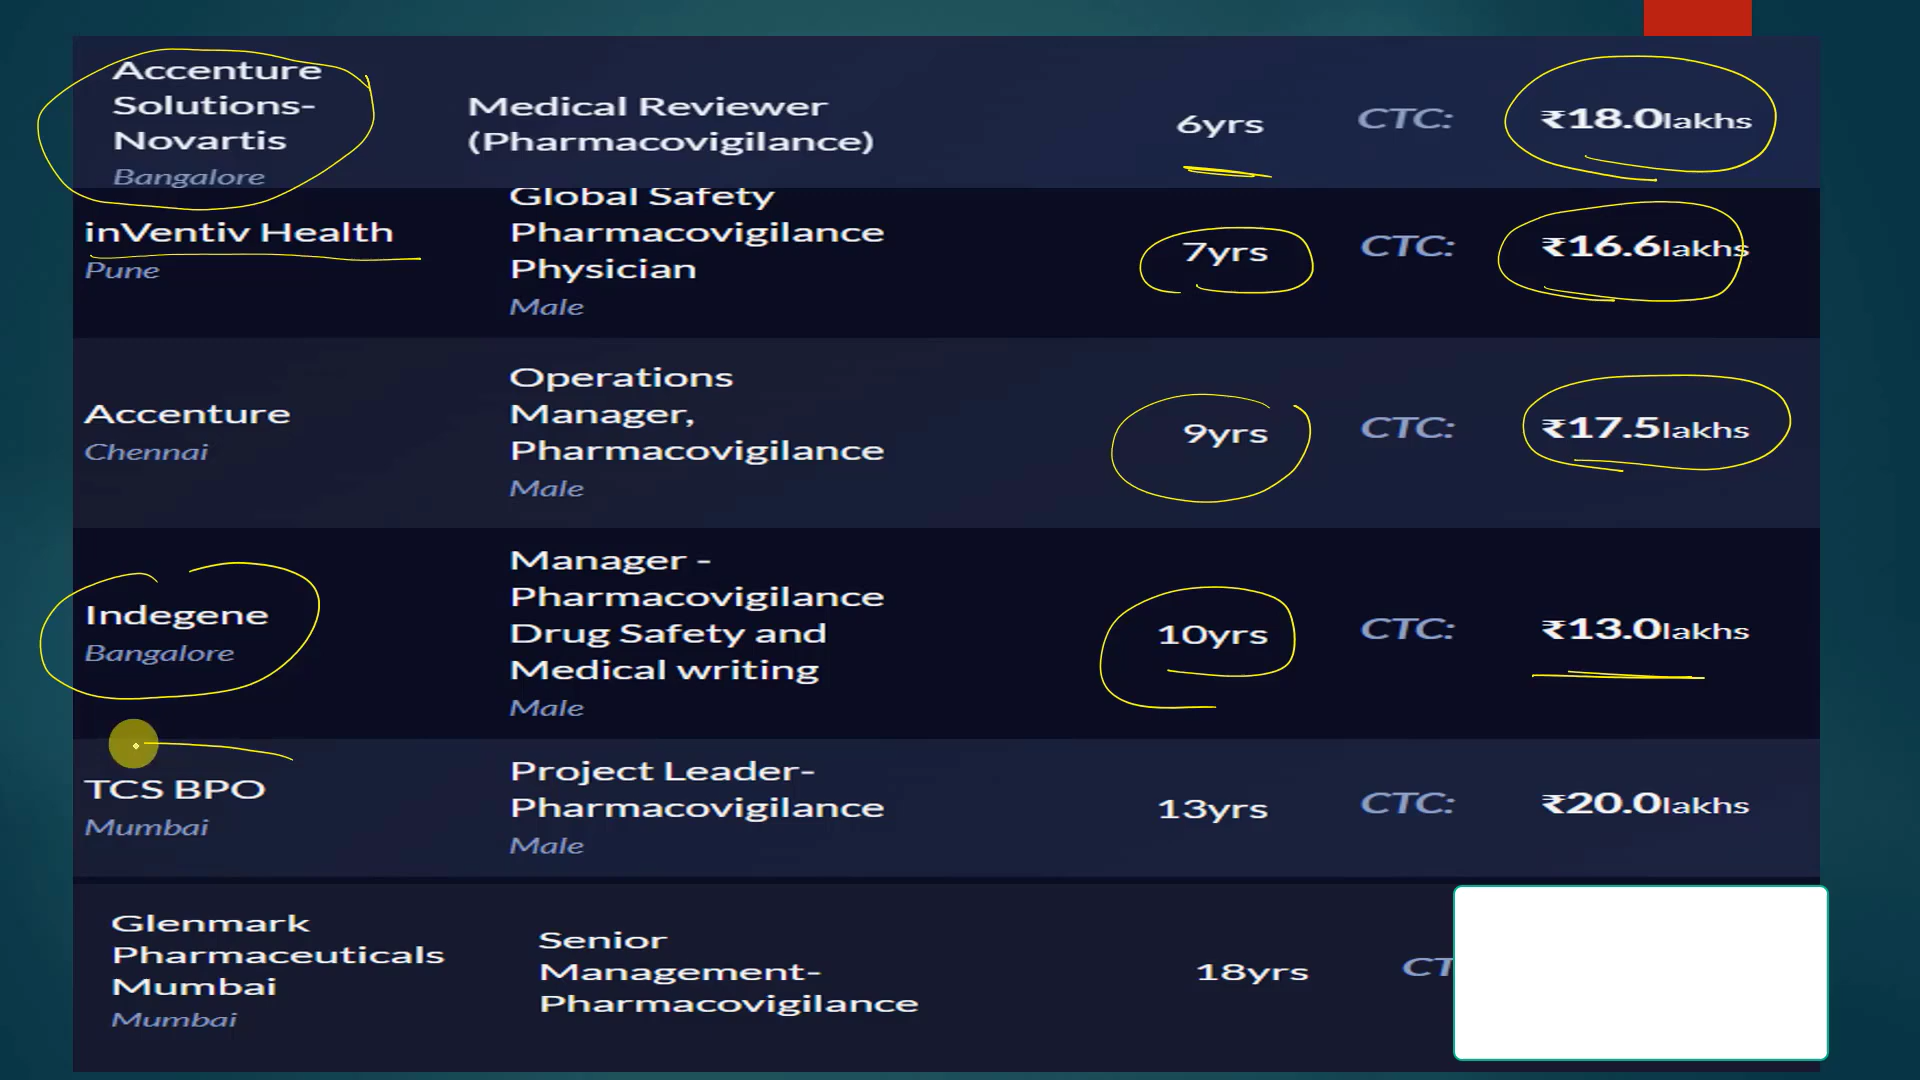 Accenture
Solutions-
Novartis
Bangalore
Medical Reviewer
(Pharmacovigilance)
6yrs
CTC:
₹18.0lakhs
inVentiv Health
Pune
Global Safety
Pharmacovigilance
Physician
Male
7yrs
CTC:
₹16.6lakhs
Accenture
Chennai
Operations
Manager,
Pharmacovigilance
Male
9yrs
CTC:
₹17.5lakhs
Indegene
Bangalore
Manager -
Pharmacovigilance
Drug Safety and
Medical writing
Male
10yrs
CTC:
₹13.0lakhs
TCS BPO
Mumbai
Project Leader-
Pharmacovigilance
Male
13yrs
CTC:
₹20.0lakhs
Glenmark
Pharmaceuticals
Mumbai
Mumbai
Senior
Management-
Pharmacovigilance
18yrs
CT